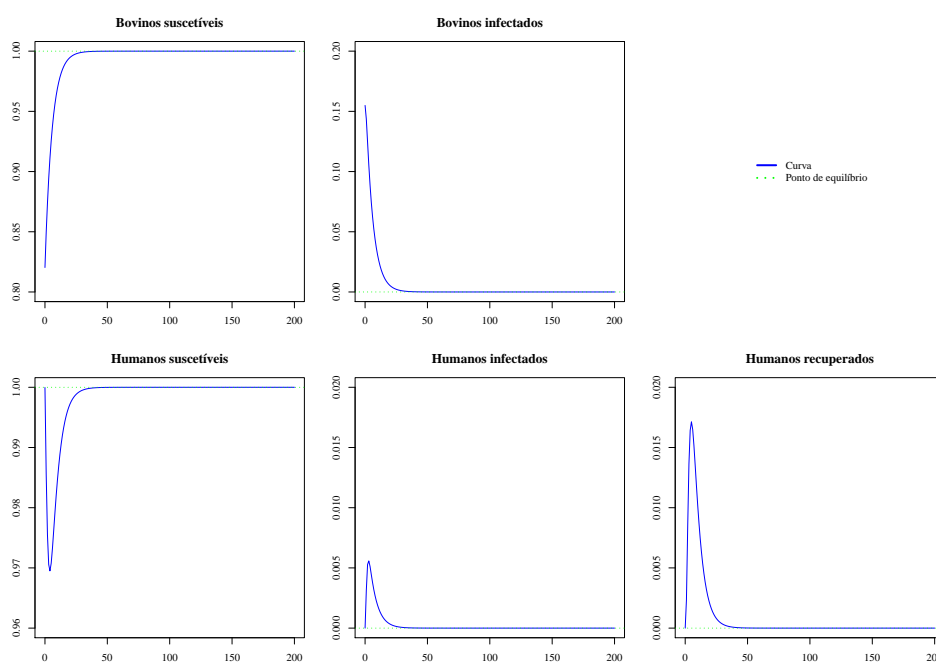 Bovinos suscetíveis
1.00
0.95
0.90
0.85
0.80
0 50 100 150 200
Bovinos infectados
0.20
0.15
0.10
0.05
0.00
0 50 100 150 200
Curva
Ponto de equilíbrio
Humanos suscetíveis
1.00
0.99
0.98
0.97
0.96
0 50 100 150 200
Humanos infectados
0.020
0.015
0.010
0.005
0.000
0 50 100 150 200
Humanos recuperados
0.020
0.015
0.010
0.005
0.000
0 50 100 150 200